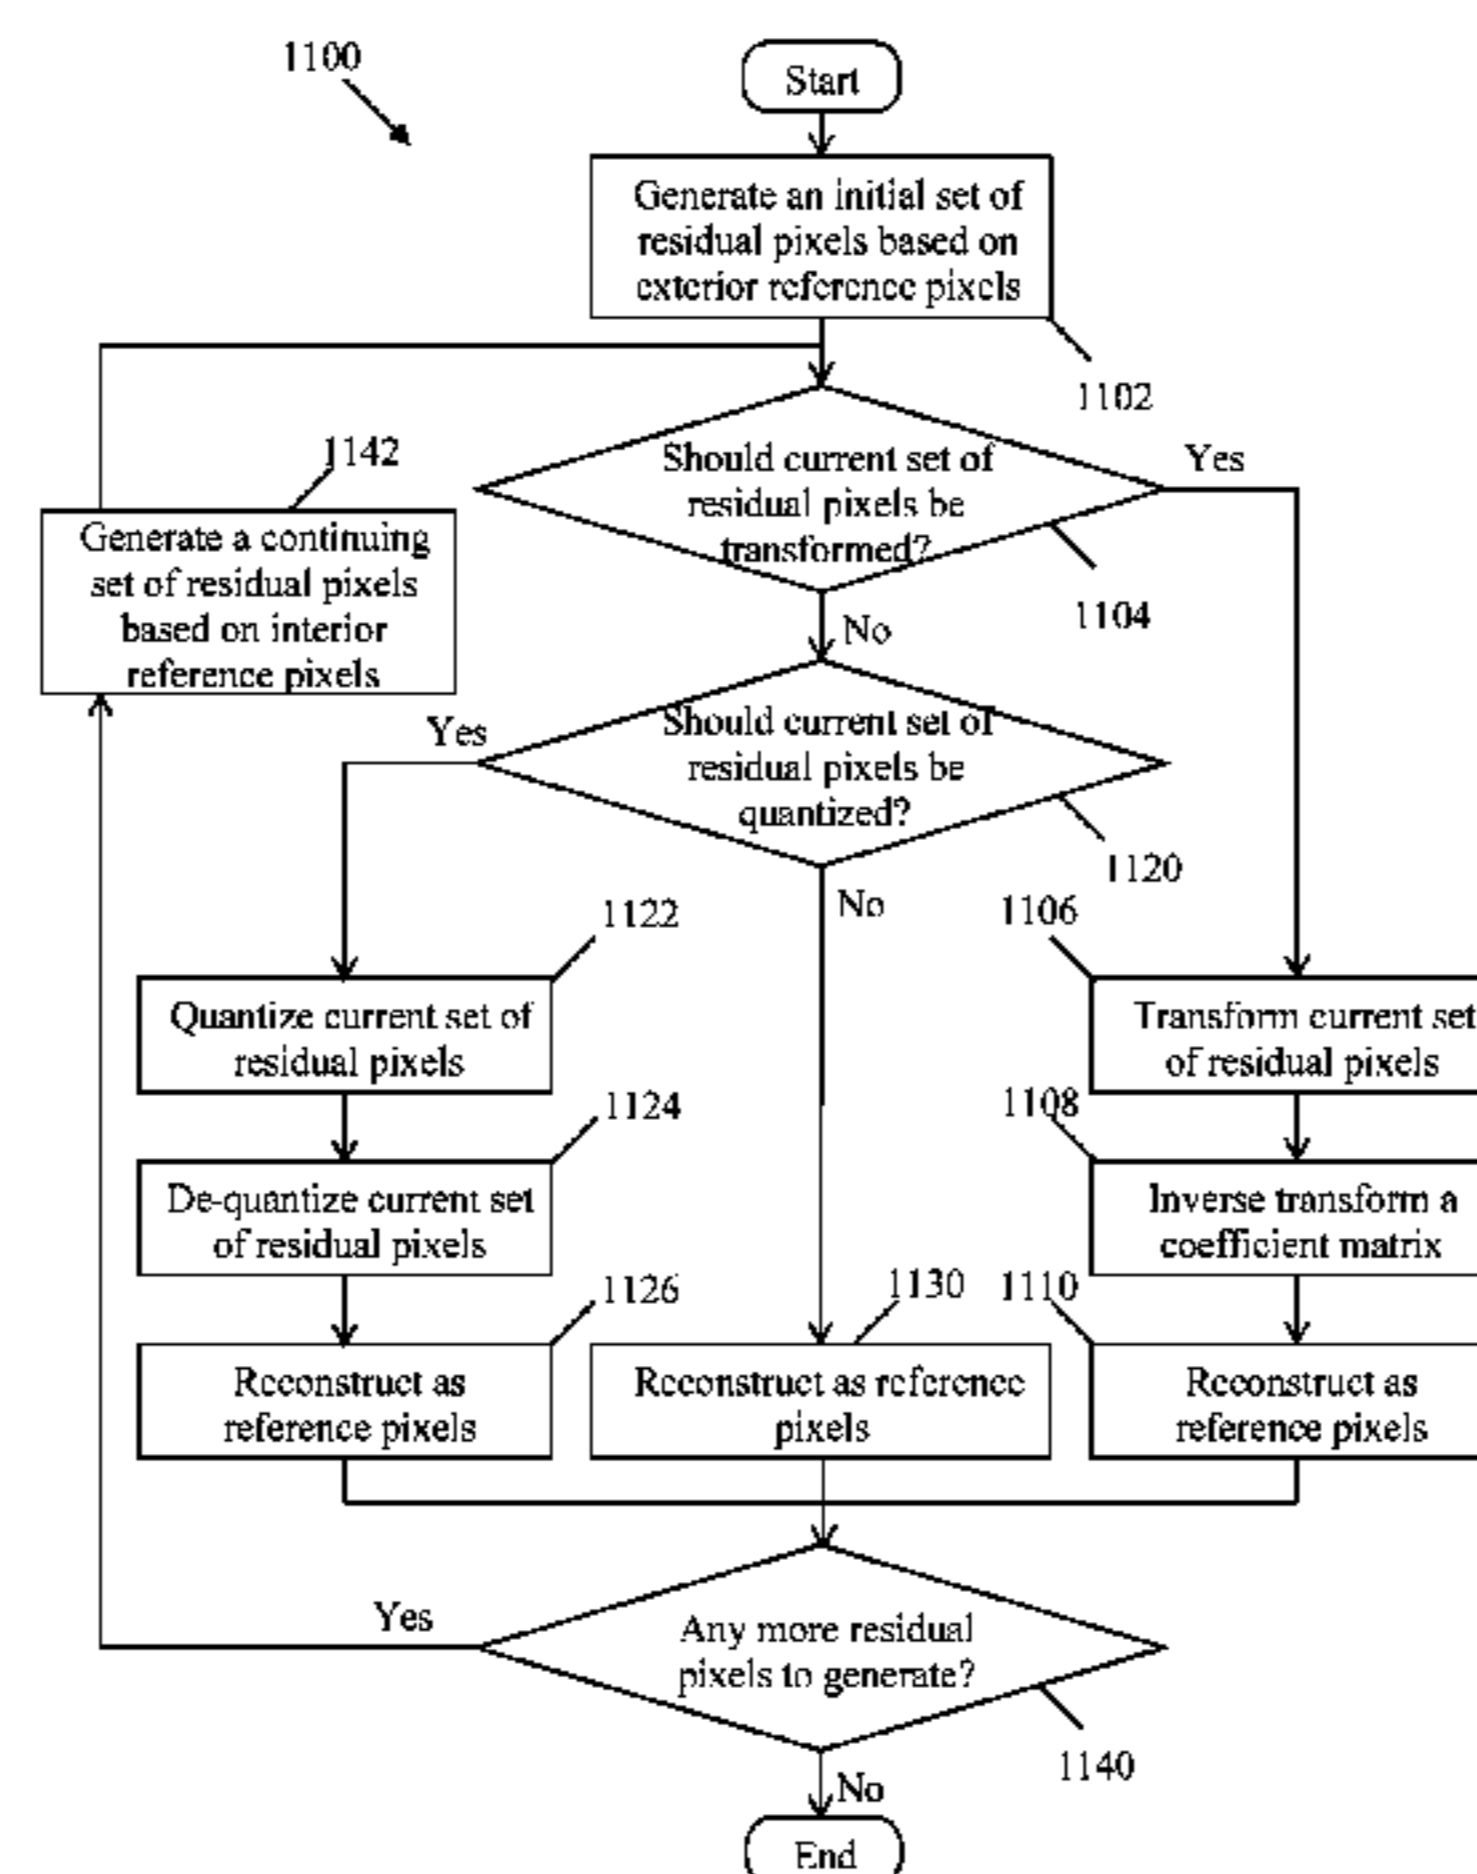 1100
Start
Generate an initial set of
residual pixels based on
exterior reference pixels
1102
1142
Should current set of
residual pixels be
transformed?
Yes
1104
Generate a continuing
set of residual pixels
based on interior
reference pixels
No
Should current set of
residual pixels be
quantized?
Yes
1120
No
1122
1106
Quantize current set of
residual pixels
Transform current set
of residual pixels
1124
1108
De-quantize current set
of residual pixels
Inverse transform a
coefficient matrix
1126
1130
1110
Reconstruct as
reference pixels
Reconstruct as reference
pixels
Reconstruct as
reference pixels
Yes
Any more residual
pixels to generate?
1140
No
End